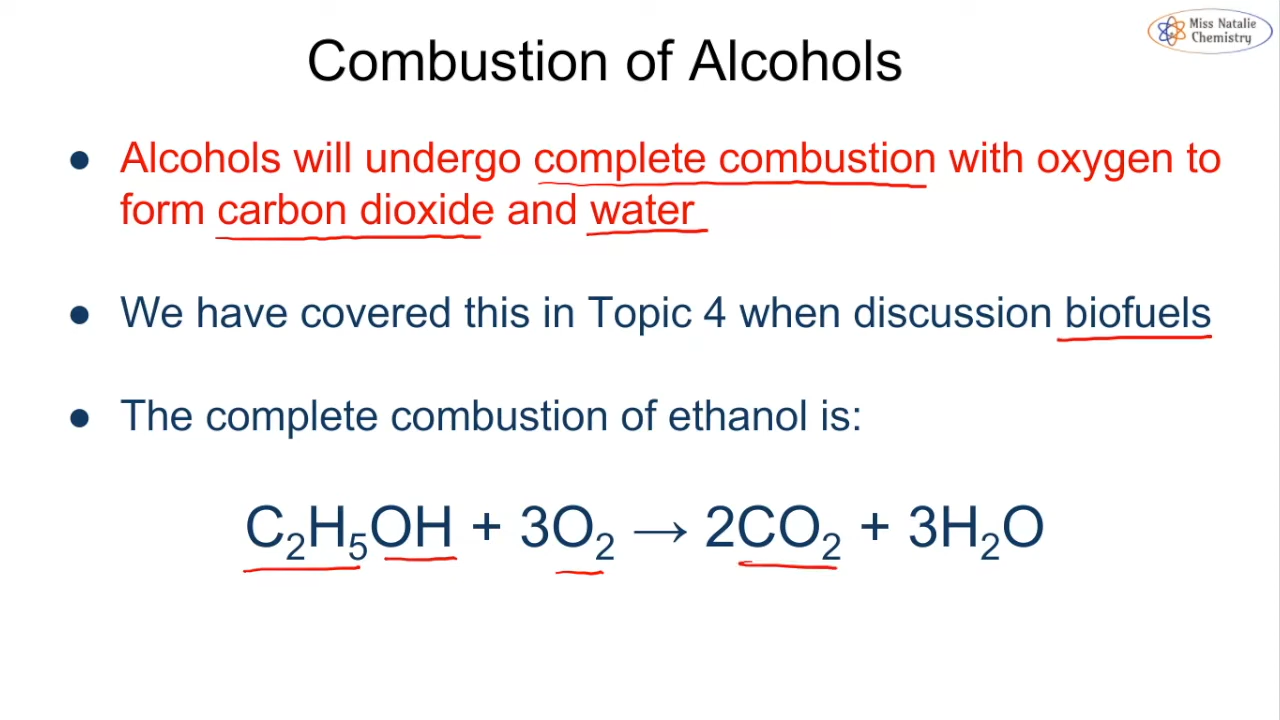 Miss Natalie
Chemistry
Combustion of Alcohols
● Alcohols will undergo complete combustion with oxygen to
form carbon dioxide and water
● We have covered this in Topic 4 when discussion biofuels
● The complete combustion of ethanol is:
C₂H₅OH + 3O₂ → 2CO₂ + 3H₂O